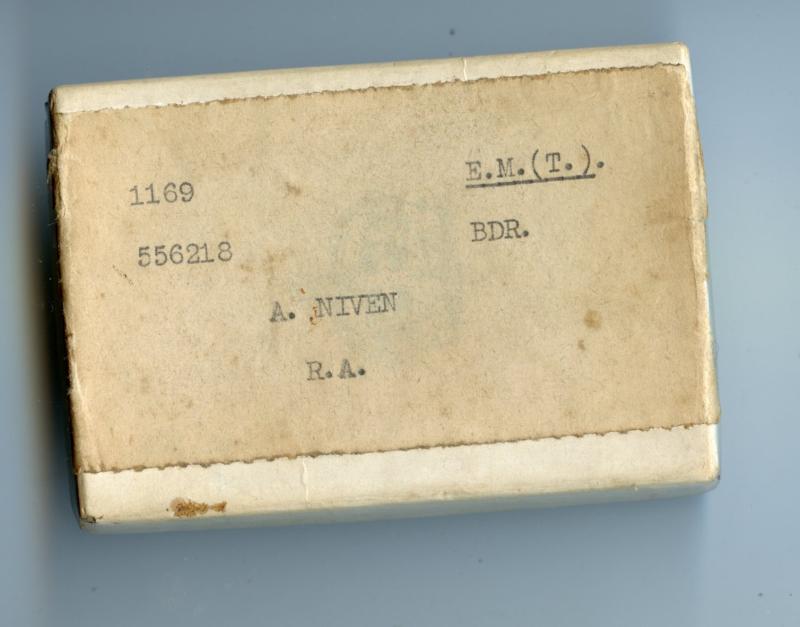 1169 E.M.(T.).
556218 BDR.
A. NIVEN
R.A.